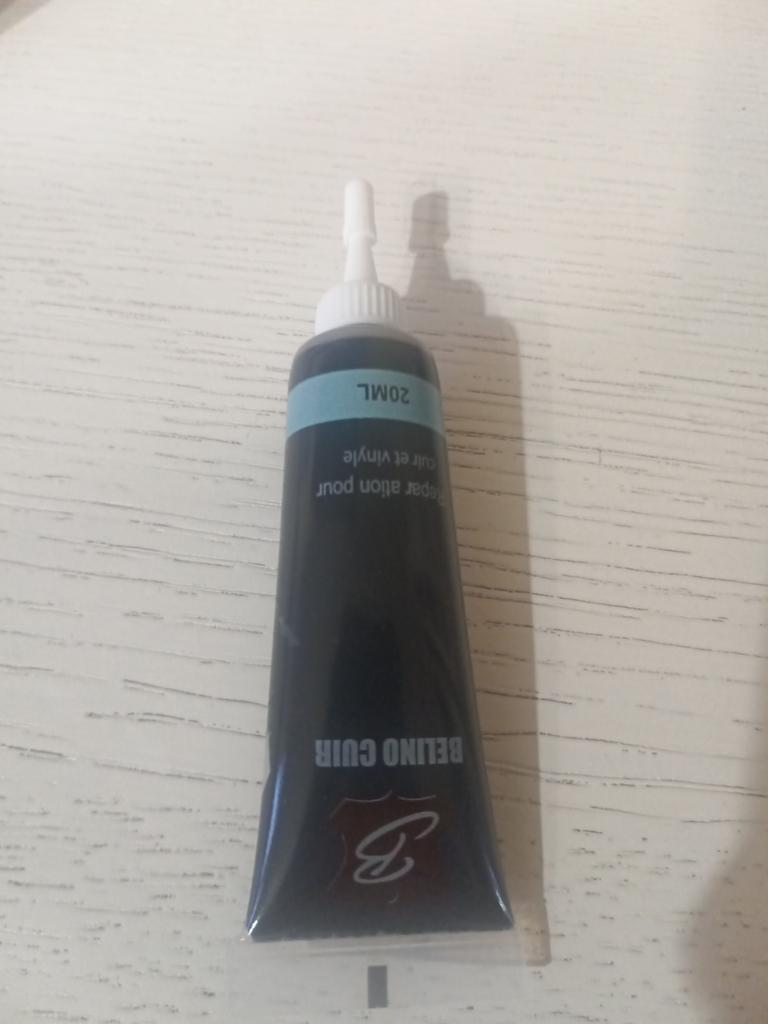 B
BELINO CUIR
Repar ation pour
cuir et vinyle
20ML